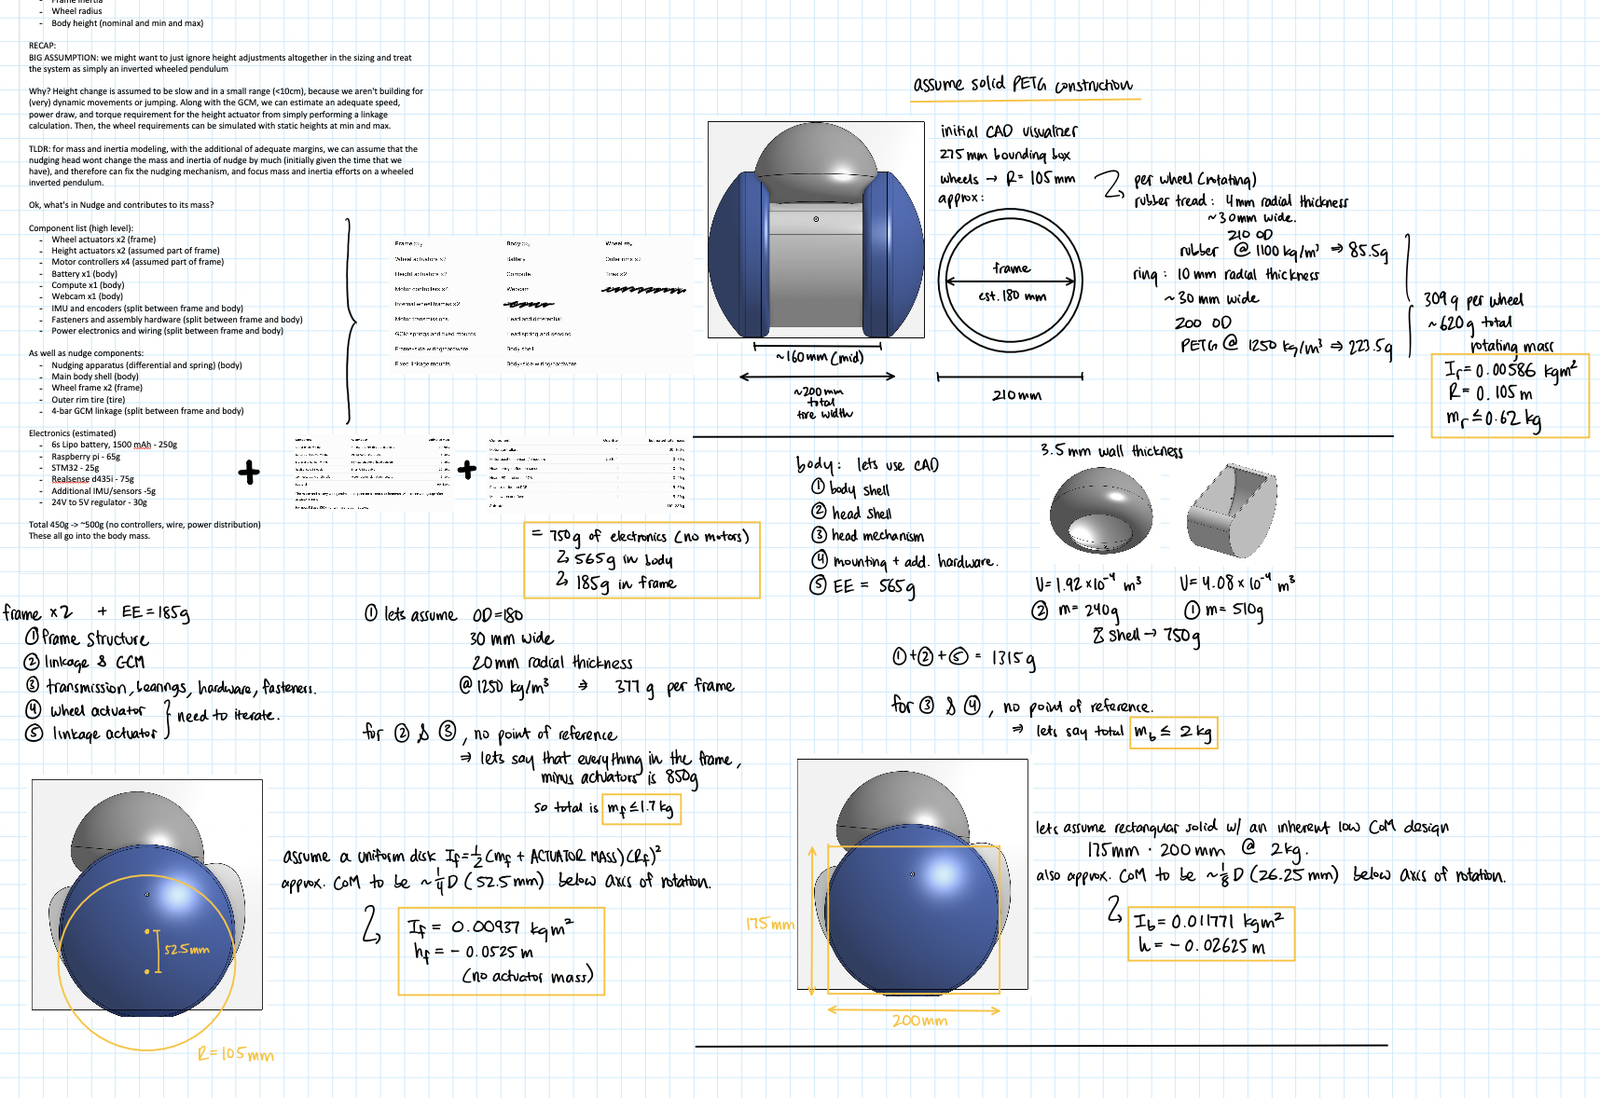 - Wheel radius
- Body height (nominal and min and max)
RECAP:
BIG ASSUMPTION: we might want to just ignore height adjustments altogether in the sizing and treat
the system as simply an inverted wheeled pendulum
Why? Height change is assumed to be slow and in a small range (<10cm), because we aren't building for
(very) dynamic movements or jumping. Along with the GCM, we can estimate an adequate speed,
power draw, and torque requirement for the height actuator from simply performing a linkage
calculation. Then, the wheel requirements can be simulated with static heights at min and max.
TLDR: for mass and inertia modeling, with the additional of adequate margins, we can assume that the
nudging head wont change the mass and inertia of nudge by much (initially given the time that we
have), and therefore can fix the nudging mechanism, and focus mass and inertia efforts on a wheeled
inverted pendulum.
Ok, what's in Nudge and contributes to its mass?
Component list (high level):
- Wheel actuators x2 (frame)
- Height actuators x2 (assumed part of frame)
- Motor controllers x4 (assumed part of frame)
- Battery x1 (body)
- Compute x1 (body)
- Webcam x1 (body)
- IMU and encoders (split between frame and body)
- Fasteners and assembly hardware (split between frame and body)
- Power electronics and wiring (split between frame and body)
As well as nudge components:
- Nudging apparatus (differential and spring) (body)
- Main body shell (body)
- Wheel frame x2 (frame)
- Outer rim tire (tire)
- 4-bar GCM linkage (split between frame and body)
Electronics (estimated)
- 6s Lipo battery, 1500 mAh - 250g
- Raspberry pi - 65g
- STM32 - 25g
- Realsense d435i - 75g
- Additional IMU/sensors -5g
- 24V to 5V regulator - 30g
Total 450g -> ~500g (no controllers, wire, power distribution)
These all go into the body mass.
+
+
= 750g of electronics (no motors)
↳ 565g in body
↳ 185g in frame
assume solid PETG construction
initial CAD visualizer
275 mm bounding box
wheels → R= 105 mm
approx:
frame
est. 180 mm
210 mm
~160mm (mid)
~200mm
total
tire width
per wheel (rotating)
rubber tread: 4mm radial thickness
~30mm wide.
210 OD
rubber @ 1100 kg/m³ ⇒ 85.5g
ring: 10 mm radial thickness
~30 mm wide
200 OD
PETG @ 1250 kg/m³ ⇒ 223.5g
309 g per wheel
~620g total
rotating mass
Ir = 0.00586 kgm²
R = 0.105 m
mr ≤ 0.62 kg
frame x2 + EE = 185g
① frame structure
② linkage & GCM
③ transmission, bearings, hardware, fasteners.
④ wheel actuator
⑤ linkage actuator
need to iterate.
① lets assume OD=180
30 mm wide
20mm radial thickness
@ 1250 kg/m³ ⇒ 377 g per frame
for ② & ③, no point of reference
⇒ lets say that everything in the frame,
minus actuators is 850g
so total is mf ≤ 1.7 kg
assume a uniform disk If = 1/2 (mf + ACTUATOR MASS)(Rf)²
approx. CoM to be ~1/4 D (52.5 mm) below axis of rotation.
If = 0.00937 kgm²
hf = - 0.0525 m
(no actuator mass)
52.5mm
R=105mm
body: lets use CAD
① body shell
② head shell
③ head mechanism
④ mounting + add. hardware.
⑤ EE = 565g
3.5 mm wall thickness
V= 1.92 x 10⁻⁴ m³
② m= 240g
V= 4.08 x 10⁻⁴ m³
① m= 510g
Σ Shell → 750g
①+②+⑤ = 1315g
for ③ & ④, no point of reference.
⇒ lets say total mb ≤ 2 kg
175mm
200mm
lets assume rectangular solid w/ an inherent low CoM design
175mm · 200mm @ 2kg.
also approx. CoM to be ~1/8 D (26.25 mm) below axis of rotation.
Ib = 0.011771 kgm²
h = - 0.02625 m